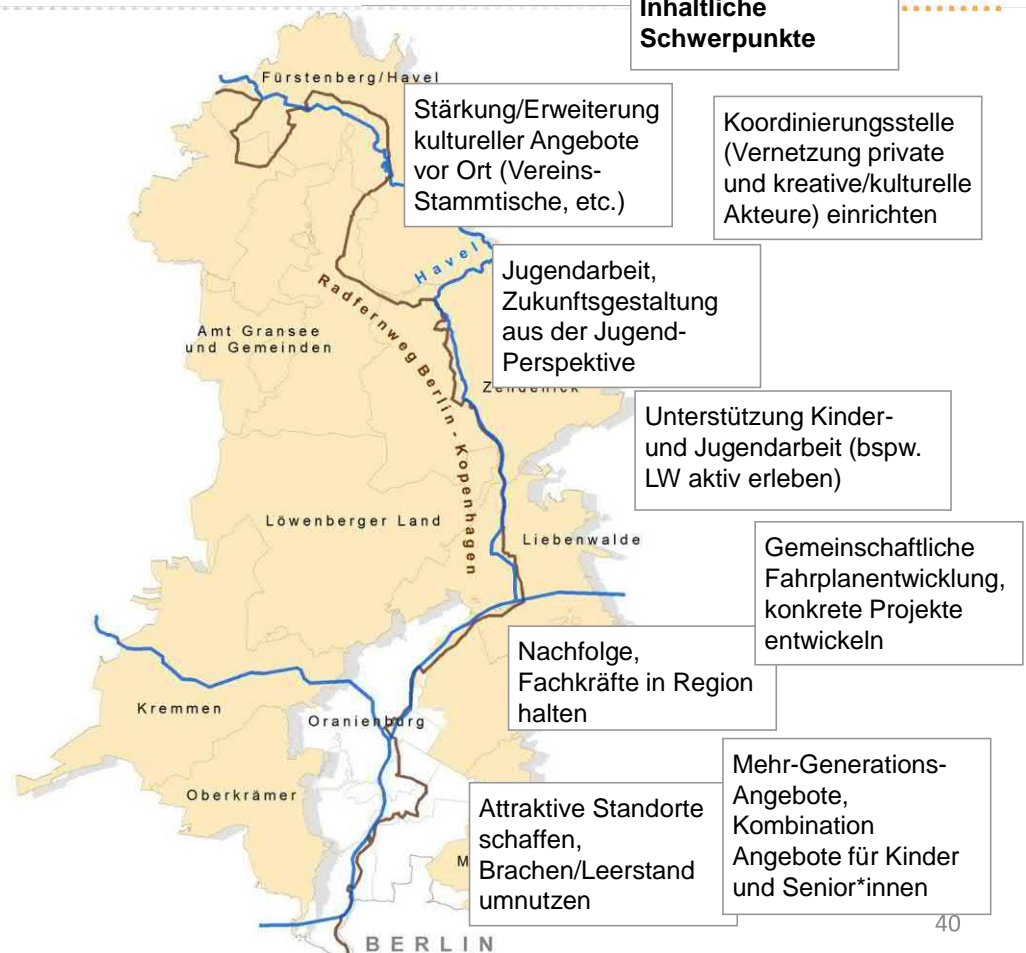 Inhaltliche
Schwerpunkte
Fürstenberg/Havel
Stärkung/Erweiterung
kultureller Angebote
vor Ort (Vereins-
Stammtische, etc.)
Koordinierungsstelle
(Vernetzung private
und kreative/kulturelle
Akteure) einrichten
Havel
Jugendarbeit,
Zukunftsgestaltung
aus der Jugend-
Perspektive
Radfernweg Berlin - Kopenhagen
Amt Gransee
und Gemeinden
Zehdenick
Unterstützung Kinder-
und Jugendarbeit (bspw.
LW aktiv erleben)
Löwenberger Land
Liebenwalde
Gemeinschaftliche
Fahrplanentwicklung,
konkrete Projekte
entwickeln
Nachfolge,
Fachkräfte in Region
halten
Kremmen
Oranienburg
Oberkrämer
Attraktive Standorte
schaffen,
Brachen/Leerstand
umnutzen
Mehr-Generations-
Angebote,
Kombination
Angebote für Kinder
und Senior*innen
M
40
BERLIN